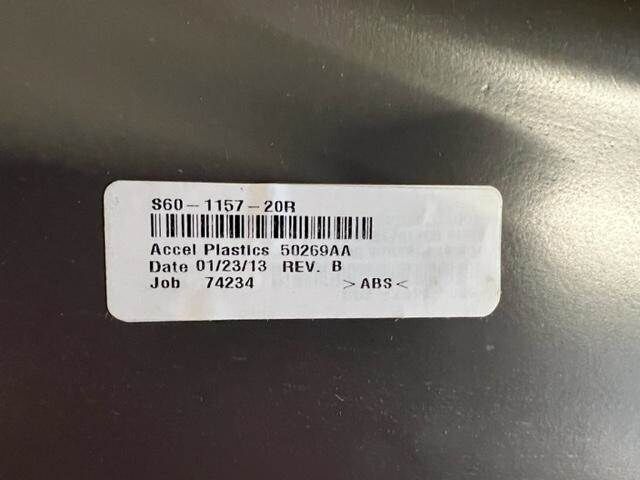 S60-1157-20R
Accel Plastics 50269AA
Date 01/23/13 REV. B
Job 74234 >ABS<